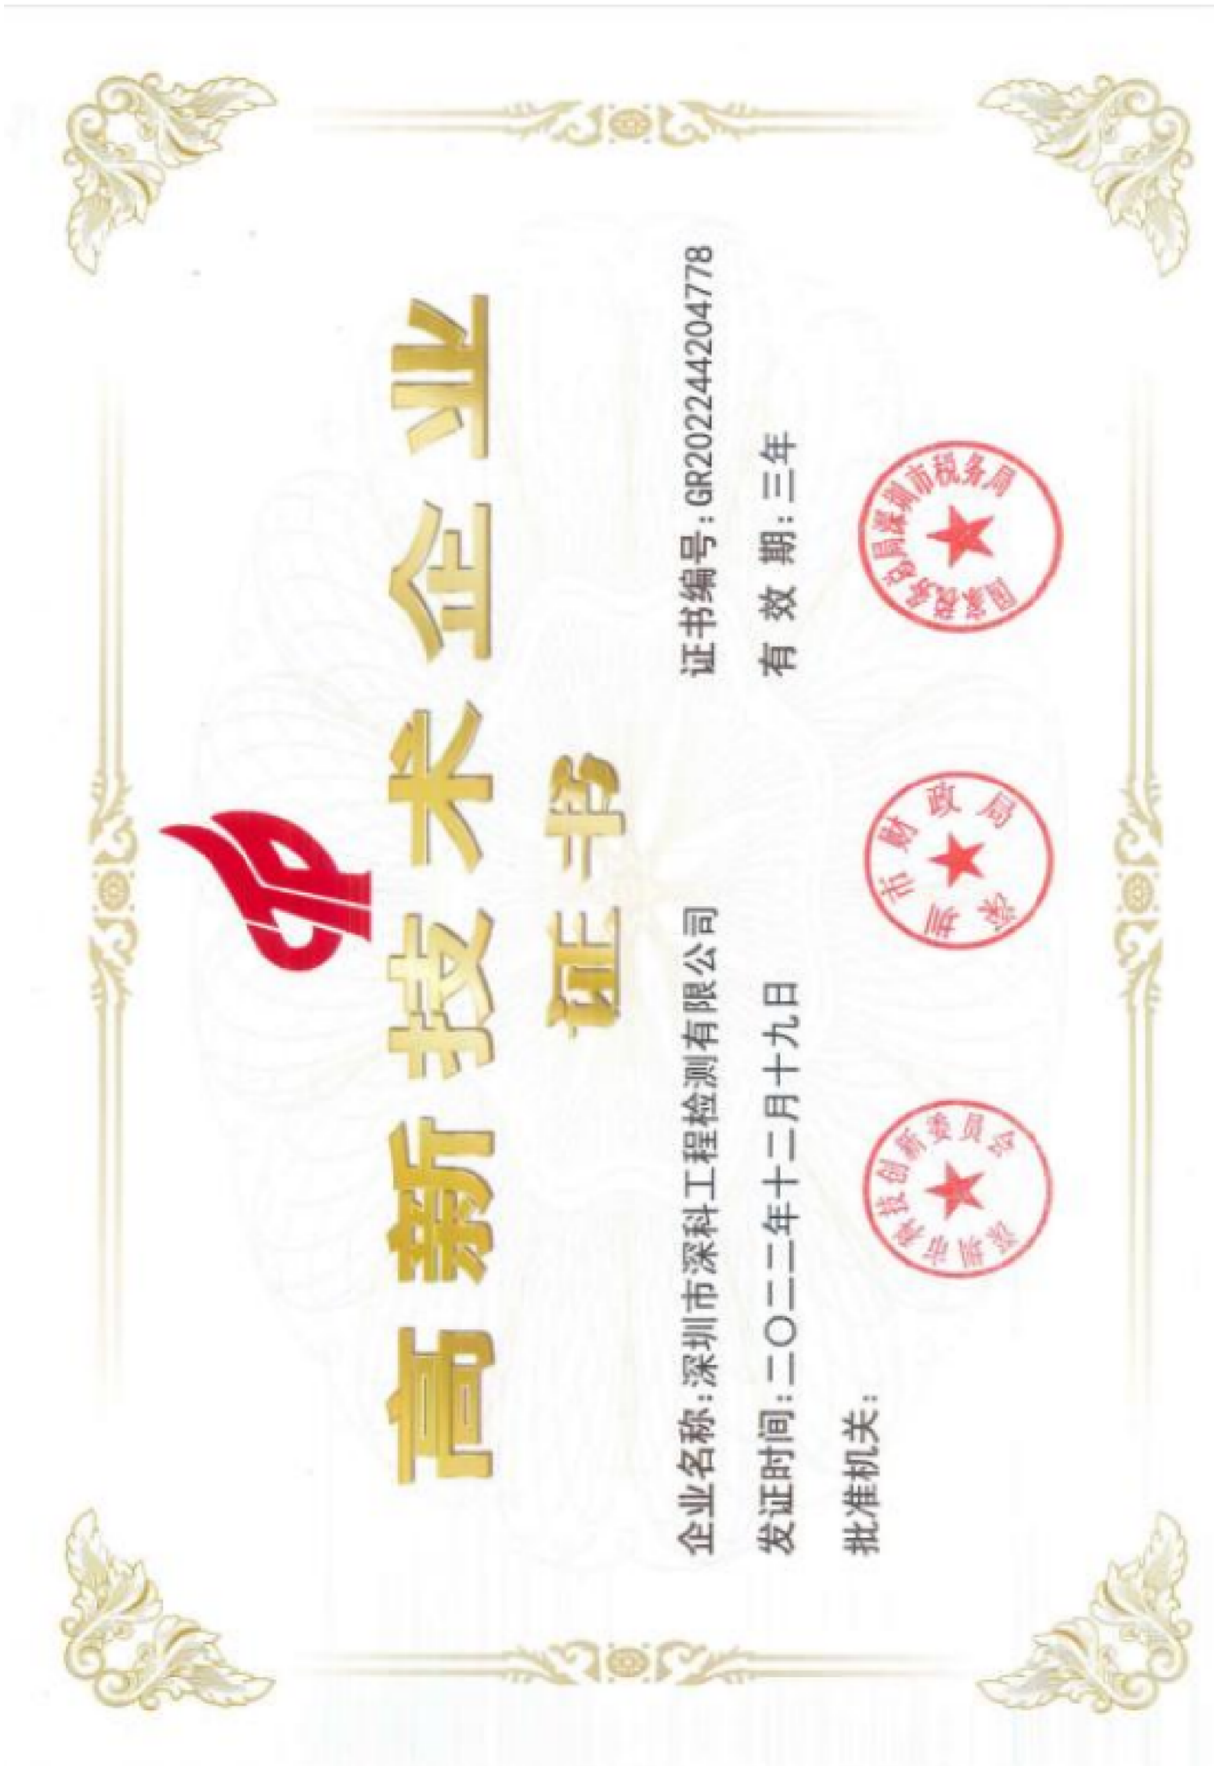 高新技术企业
证书
企业名称：深圳市深科工程检测有限公司
证书编号：GR202244204778
发证时间：二〇二二年十二月十九日
有效期：三年
批准机关：
深圳市科技创新委员会
深圳市财政局
国家税务总局深圳市税务局